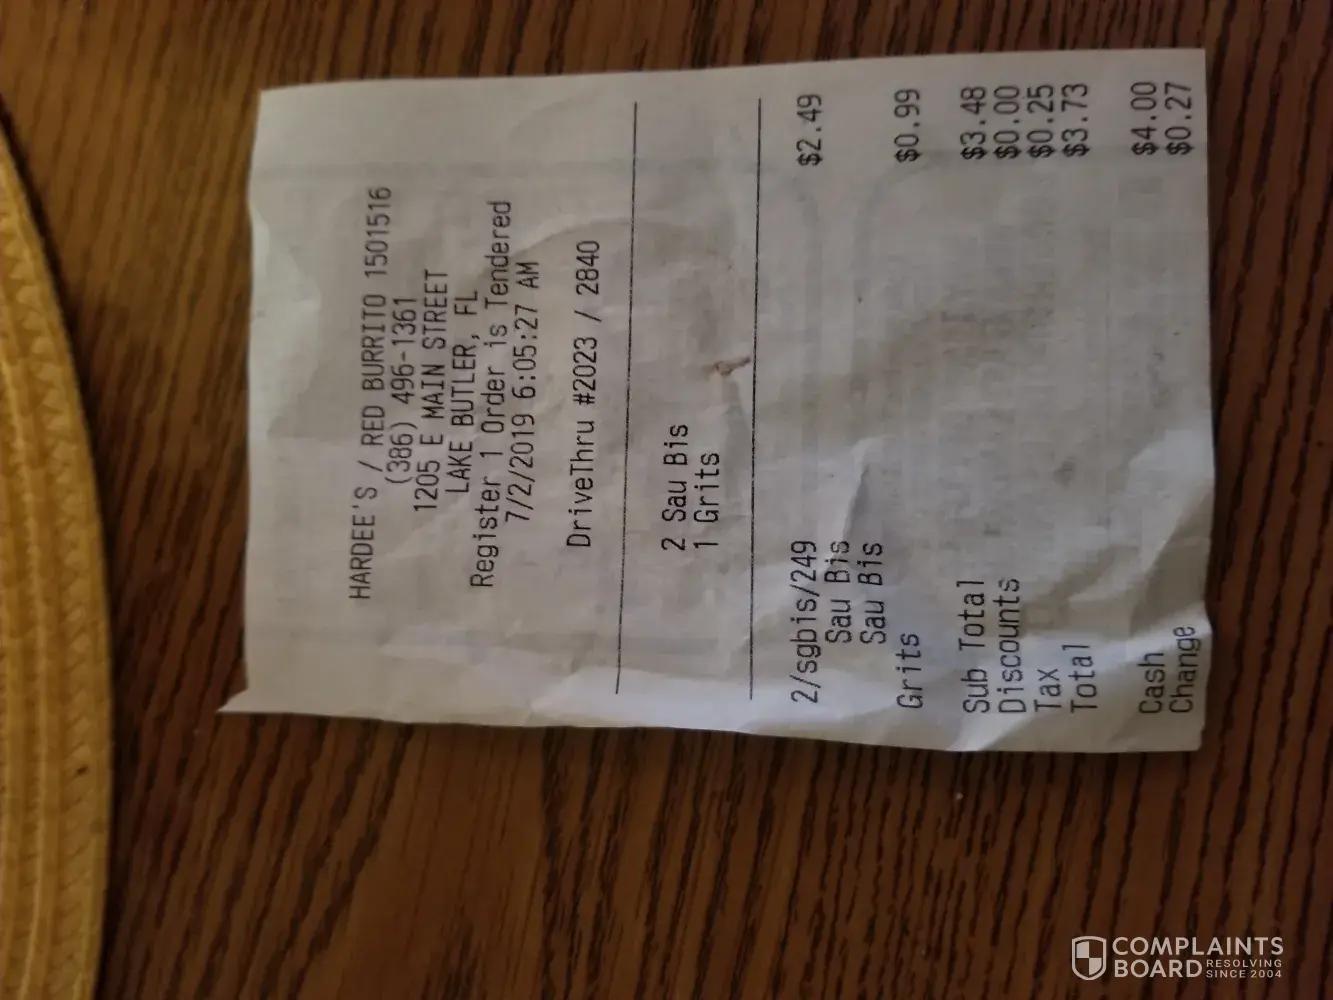 HARDEE'S / RED BURRITO 1501516
(386) 496-1361
1205 E MAIN STREET
LAKE BUTLER, FL
Register 1 Order is Tendered
7/2/2019 6:05:27 AM
DriveThru #2023 / 2840
2 Sau Bis
1 Grits
2/sgbis/249 $2.49
Sau Bis
Sau Bis
Grits $0.99
Sub Total $3.48
Discounts $0.00
Tax $0.25
Total $3.73
Cash $4.00
Change $0.27
COMPLAINTS
BOARD RESOLVING
SINCE 2004